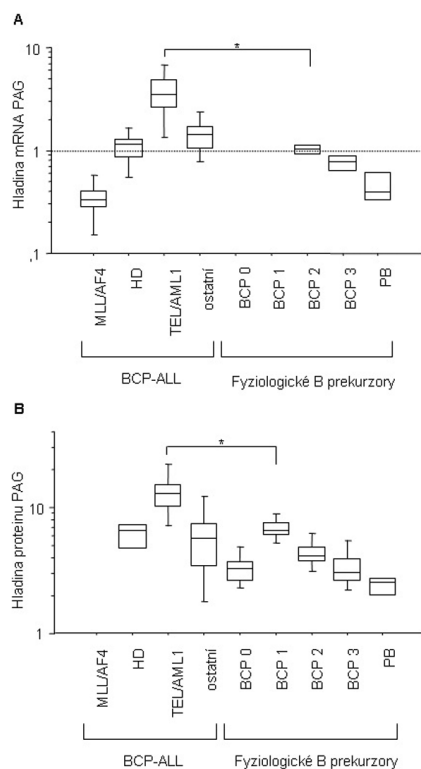 A
Hladina mRNA PAG
10
1
,1
*
MLL/AF4
HD
TEL/AML1
ostatní
BCP 0
BCP 1
BCP 2
BCP 3
PB
BCP-ALL
Fyziologické B prekurzory
B
Hladina proteinu PAG
10
1
*
MLL/AF4
HD
TEL/AML1
ostatní
BCP 0
BCP 1
BCP 2
BCP 3
PB
BCP-ALL
Fyziologické B prekurzory